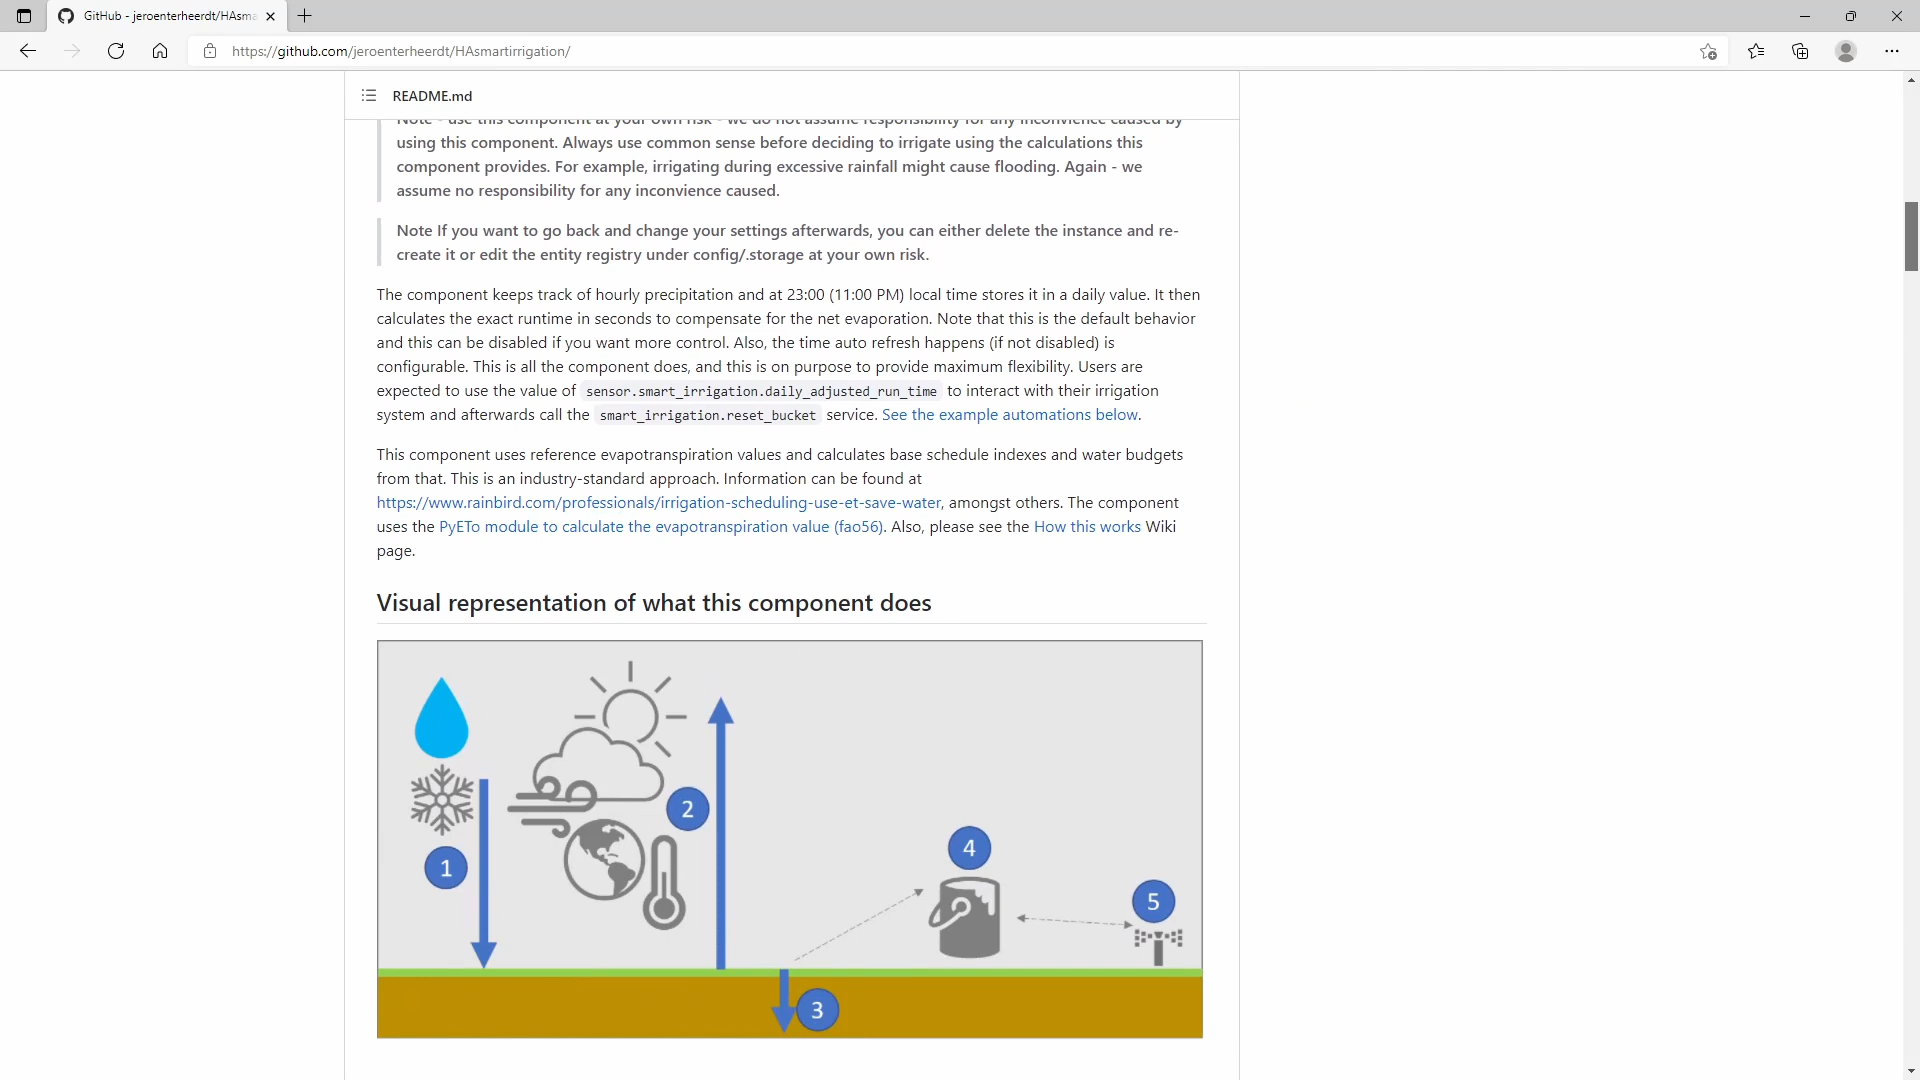 GitHub - jeroenterheerdt/HAsma
https://github.com/jeroenterheerdt/HAsmartirrigation/
README.md
Note - use this component at your own risk - we do not assume responsibility for any inconvience caused by
using this component. Always use common sense before deciding to irrigate using the calculations this
component provides. For example, irrigating during excessive rainfall might cause flooding. Again - we
assume no responsibility for any inconvience caused.
Note If you want to go back and change your settings afterwards, you can either delete the instance and re-
create it or edit the entity registry under config/.storage at your own risk.
The component keeps track of hourly precipitation and at 23:00 (11:00 PM) local time stores it in a daily value. It then
calculates the exact runtime in seconds to compensate for the net evaporation. Note that this is the default behavior
and this can be disabled if you want more control. Also, the time auto refresh happens (if not disabled) is
configurable. This is all the component does, and this is on purpose to provide maximum flexibility. Users are
expected to use the value of sensor.smart_irrigation.daily_adjusted_run_time to interact with their irrigation
system and afterwards call the smart_irrigation.reset_bucket service. See the example automations below.
This component uses reference evapotranspiration values and calculates base schedule indexes and water budgets
from that. This is an industry-standard approach. Information can be found at
https://www.rainbird.com/professionals/irrigation-scheduling-use-et-save-water, amongst others. The component
uses the PyETo module to calculate the evapotranspiration value (fao56). Also, please see the How this works Wiki
page.
Visual representation of what this component does
2
4
1
5
3